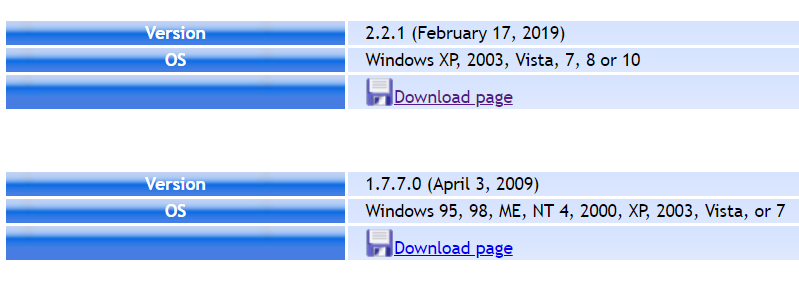 Version 2.2.1 (February 17, 2019)
OS Windows XP, 2003, Vista, 7, 8 or 10
Download page
Version 1.7.7.0 (April 3, 2009)
OS Windows 95, 98, ME, NT 4, 2000, XP, 2003, Vista, or 7
Download page